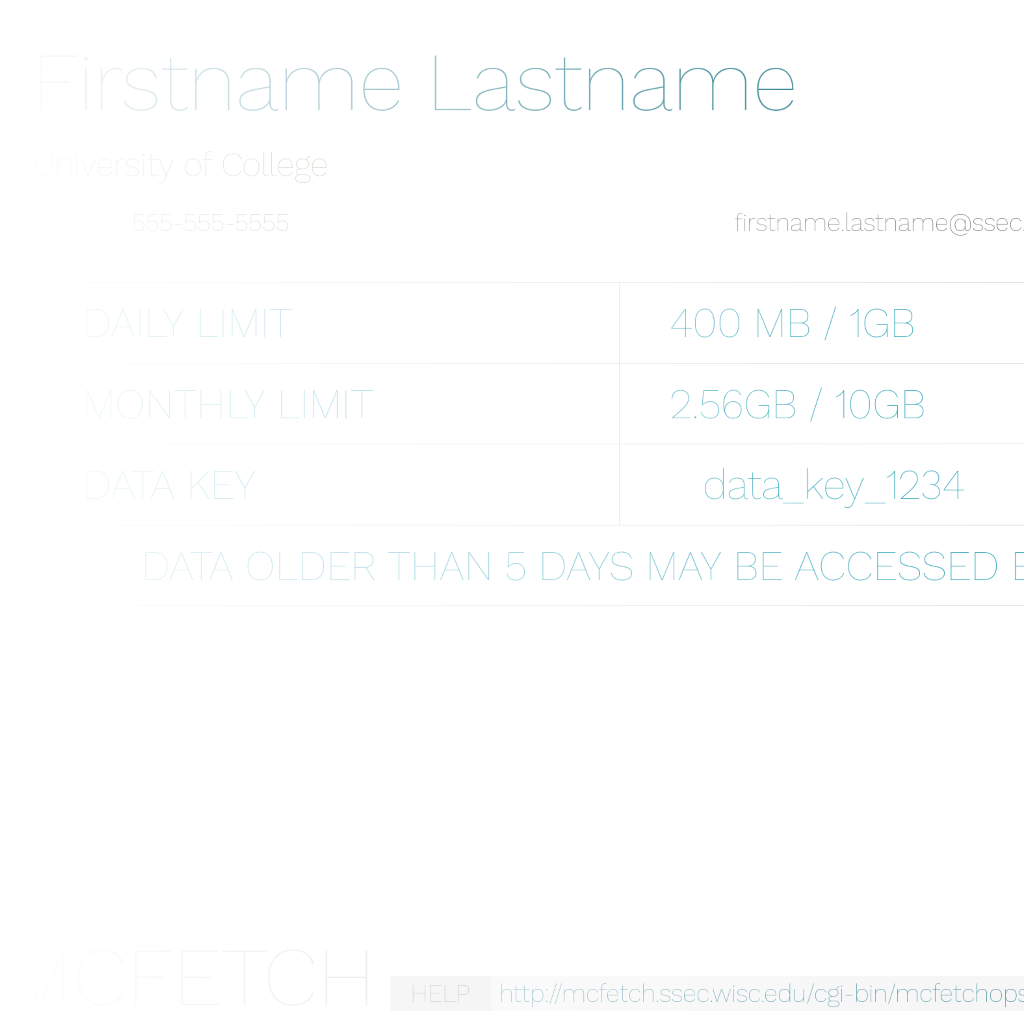 Firstname Lastname
University of College
555-555-5555 firstname.lastname@ssec.
DAILY LIMIT 400 MB / 1GB
MONTHLY LIMIT 2.56GB / 10GB
DATA KEY data_key_1234
DATA OLDER THAN 5 DAYS MAY BE ACCESSED
MCFETCH
HELP http://mcfetch.ssec.wisc.edu/cgi-bin/mcfetchops